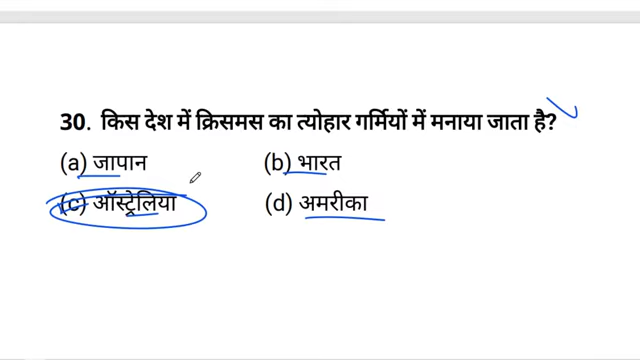 30. किस देश में क्रिसमस का त्योहार गर्मियों में मनाया जाता है?
(a) जापान (b) भारत
(c) ऑस्ट्रेलिया (d) अमरीका